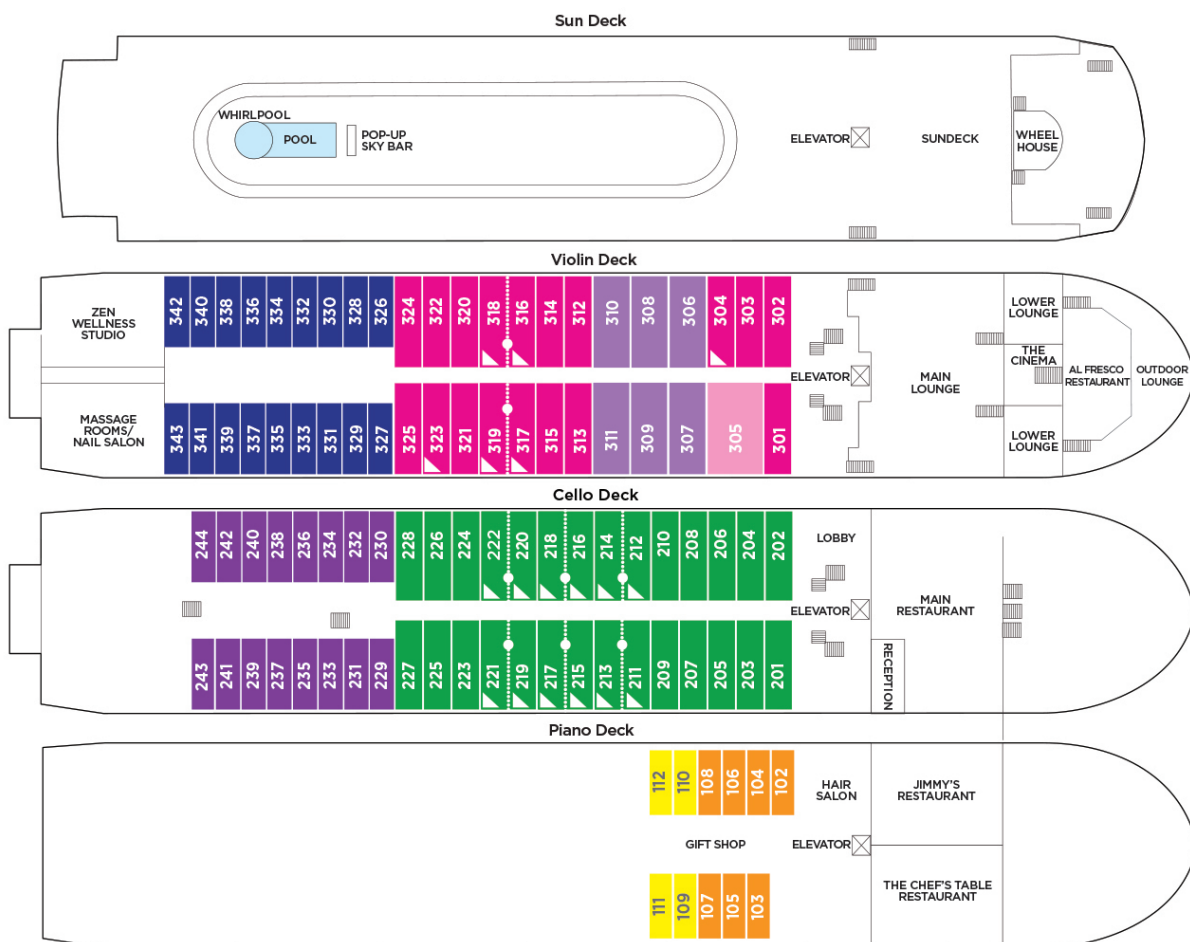 Sun Deck
WHIRLPOOL
POOL
POP-UP
SKY BAR
ELEVATOR
SUNDECK
WHEEL
HOUSE
Violin Deck
ZEN
WELLNESS
STUDIO
342 340 338 336 334 332 330 328 326 324 322 320 318 316 314 312 310 308 306 304 303 302
MASSAGE
ROOMS/
NAIL SALON
343 341 339 337 335 333 331 329 327 325 323 321 319 317 315 313 311 309 307 305 301
ELEVATOR
MAIN
LOUNGE
LOWER
LOUNGE
THE
CINEMA
LOWER
LOUNGE
AL FRESCO
RESTAURANT
OUTDOOR
LOUNGE
Cello Deck
244 242 240 238 236 234 232 230 228 226 224 222 220 218 216 214 212 210 208 206 204 202
243 241 239 237 235 233 231 229 227 225 223 221 219 217 215 213 211 209 207 205 203 201
LOBBY
ELEVATOR
RECEPTION
MAIN
RESTAURANT
Piano Deck
112 110 108 106 104 102
GIFT SHOP
111 109 107 105 103
HAIR
SALON
ELEVATOR
JIMMY'S
RESTAURANT
THE CHEF'S TABLE
RESTAURANT